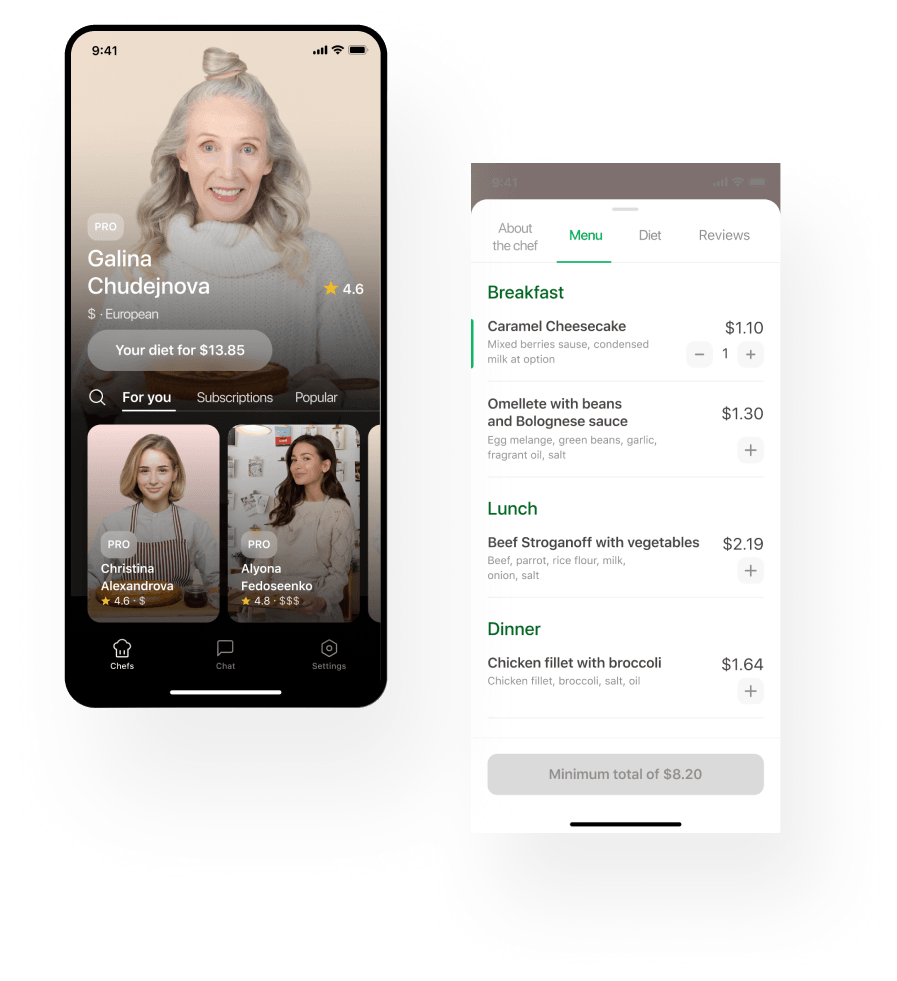 9:41
PRO
Galina
Chudejnova
4.6
$ · European
Your diet for $13.85
For you Subscriptions Popular
PRO
Christina
Alexandrova
4.6 · $
PRO
Alyona
Fedoseenko
4.8 · $$$
Chefs Chat Settings
9:41
About
the chef
Menu
Diet
Reviews
Breakfast
Caramel Cheesecake
$1.10
Mixed berries sause, condensed
milk at option
− 1 +
Omellete with beans
and Bolognese sauce
$1.30
Egg melange, green beans, garlic,
fragrant oil, salt
+
Lunch
Beef Stroganoff with vegetables
$2.19
Beef, parrot, rice flour, milk,
onion, salt
+
Dinner
Chicken fillet with broccoli
$1.64
Chicken fillet, broccoli, salt, oil
+
Minimum total of $8.20